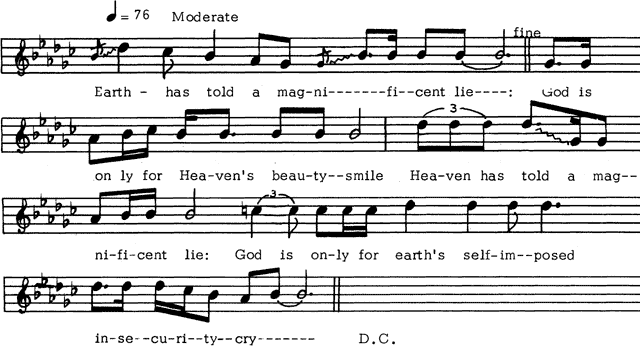 ♩= 76 Moderate
fine
Earth - has told a mag-ni-------fi--cent lie----: God is
on ly for Hea-ven's beau-ty--smile Hea-ven has told a mag--
3
3
ni-fi-cent lie: God is on-ly for earth's self-im--posed
in-se--cu-ri--ty--cry------- D.C.